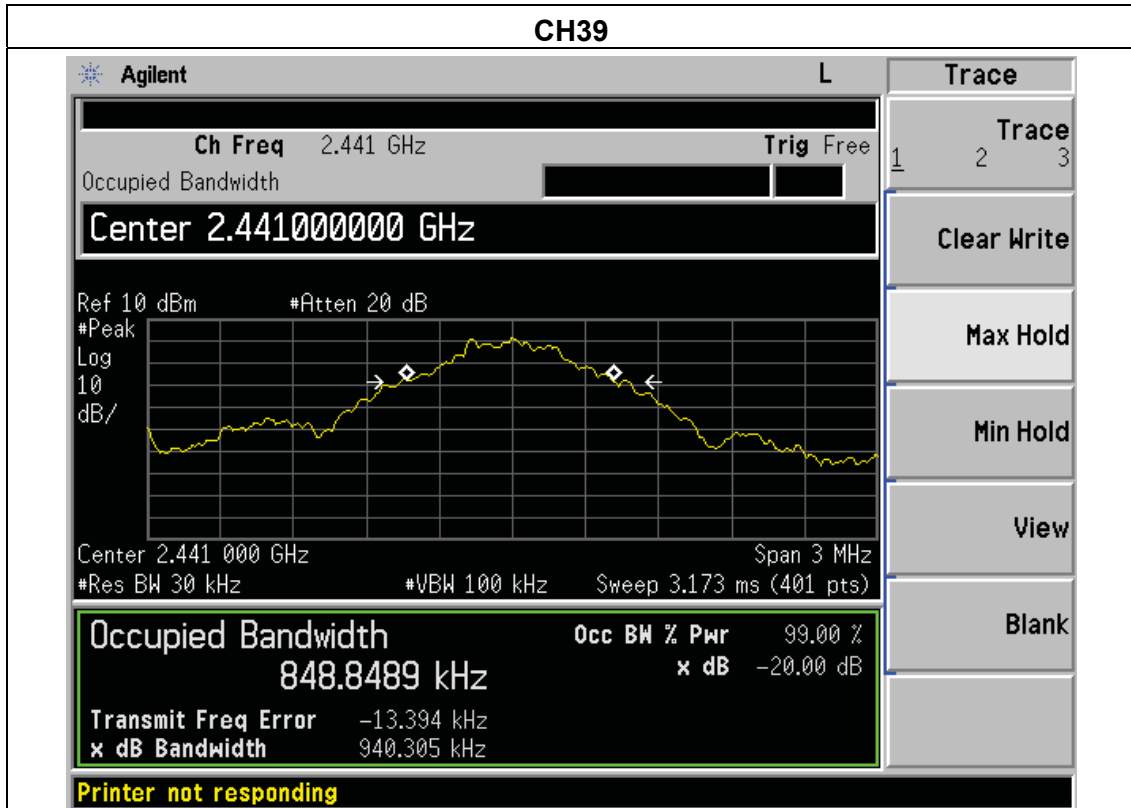 CH39
Agilent L Trace
Ch Freq 2.441 GHz Trig Free
Occupied Bandwidth
Trace
1 2 3
Center 2.441000000 GHz
Clear Write
Ref 10 dBm #Atten 20 dB
#Peak
Log
10
dB/
Max Hold
Min Hold
View
Center 2.441 000 GHz Span 3 MHz
#Res BW 30 kHz #VBW 100 kHz Sweep 3.173 ms (401 pts)
Blank
Occupied Bandwidth Occ BW % Pwr 99.00 %
848.8489 kHz x dB -20.00 dB
Transmit Freq Error -13.394 kHz
x dB Bandwidth 940.305 kHz
Printer not responding